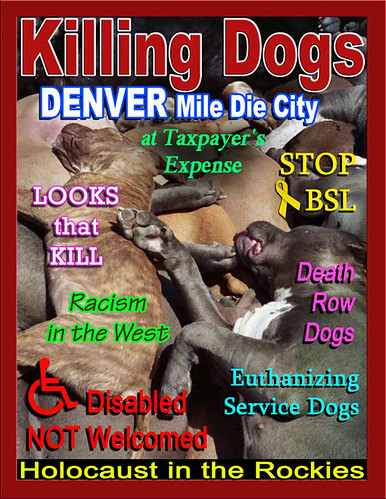 Killing Dogs
DENVER Mile Die City
at Taxpayer's
Expense
STOP
BSL
LOOKS
that
KILL
Death
Row
Dogs
Racism
in the West
Euthanizing
Service Dogs
Disabled
NOT Welcomed
Holocaust in the Rockies